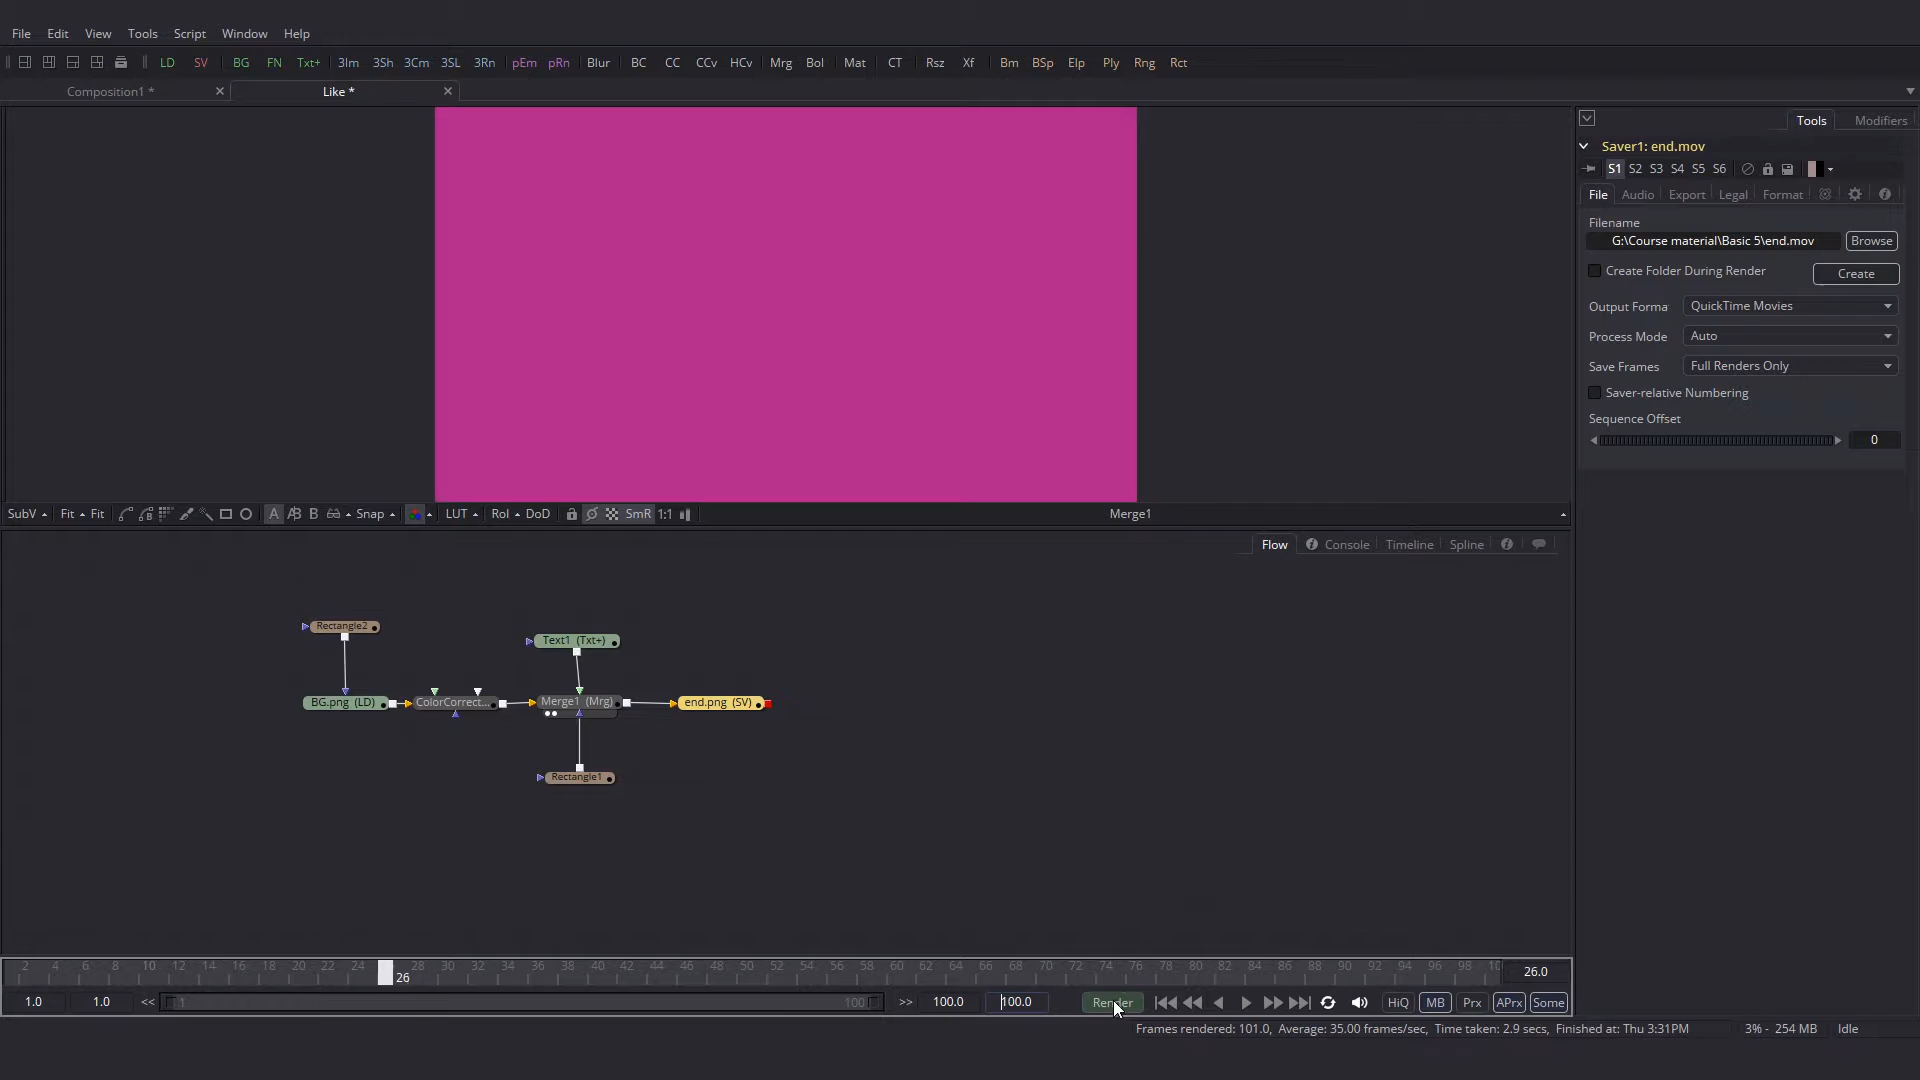 File Edit View Tools Script Window Help
LD SV BG FN Txt+ 3Im 3Sh 3Cm 3SL 3Rn pEm pRn Blur BC CC CCv HCv Mrg Bol Mat CT Rsz Xf Bm BSp Elp Ply Rng Rct
Composition1 * Like *
Tools Modifiers
Saver1: end.mov
S1 S2 S3 S4 S5 S6
File Audio Export Legal Format
Filename
G:\Course material\Basic 5\end.mov Browse
Create Folder During Render Create
Output Forma QuickTime Movies
Process Mode Auto
Save Frames Full Renders Only
Saver-relative Numbering
Sequence Offset
0
SubV Fit Fit A B Snap LUT RoI DoD SmR 1:1 Merge1
Flow Console Timeline Spline
Rectangle2
Text1 (Txt+)
BG.png (LD) ColorCorrect... Merge1 (Mrg) end.png (SV)
Rectangle1
2 4 6 8 10 12 14 16 18 20 22 24 26 28 30 32 34 36 38 40 42 44 46 48 50 52 54 56 58 60 62 64 66 68 70 72 74 76 78 80 82 84 86 88 90 92 94 96 98 10 26.0
1.0 1.0 << 1 100 >> 100.0 100.0 Render HiQ MB Prx APrx Some
Frames rendered: 101.0, Average: 35.00 frames/sec, Time taken: 2.9 secs, Finished at: Thu 3:31PM 3% - 254 MB Idle